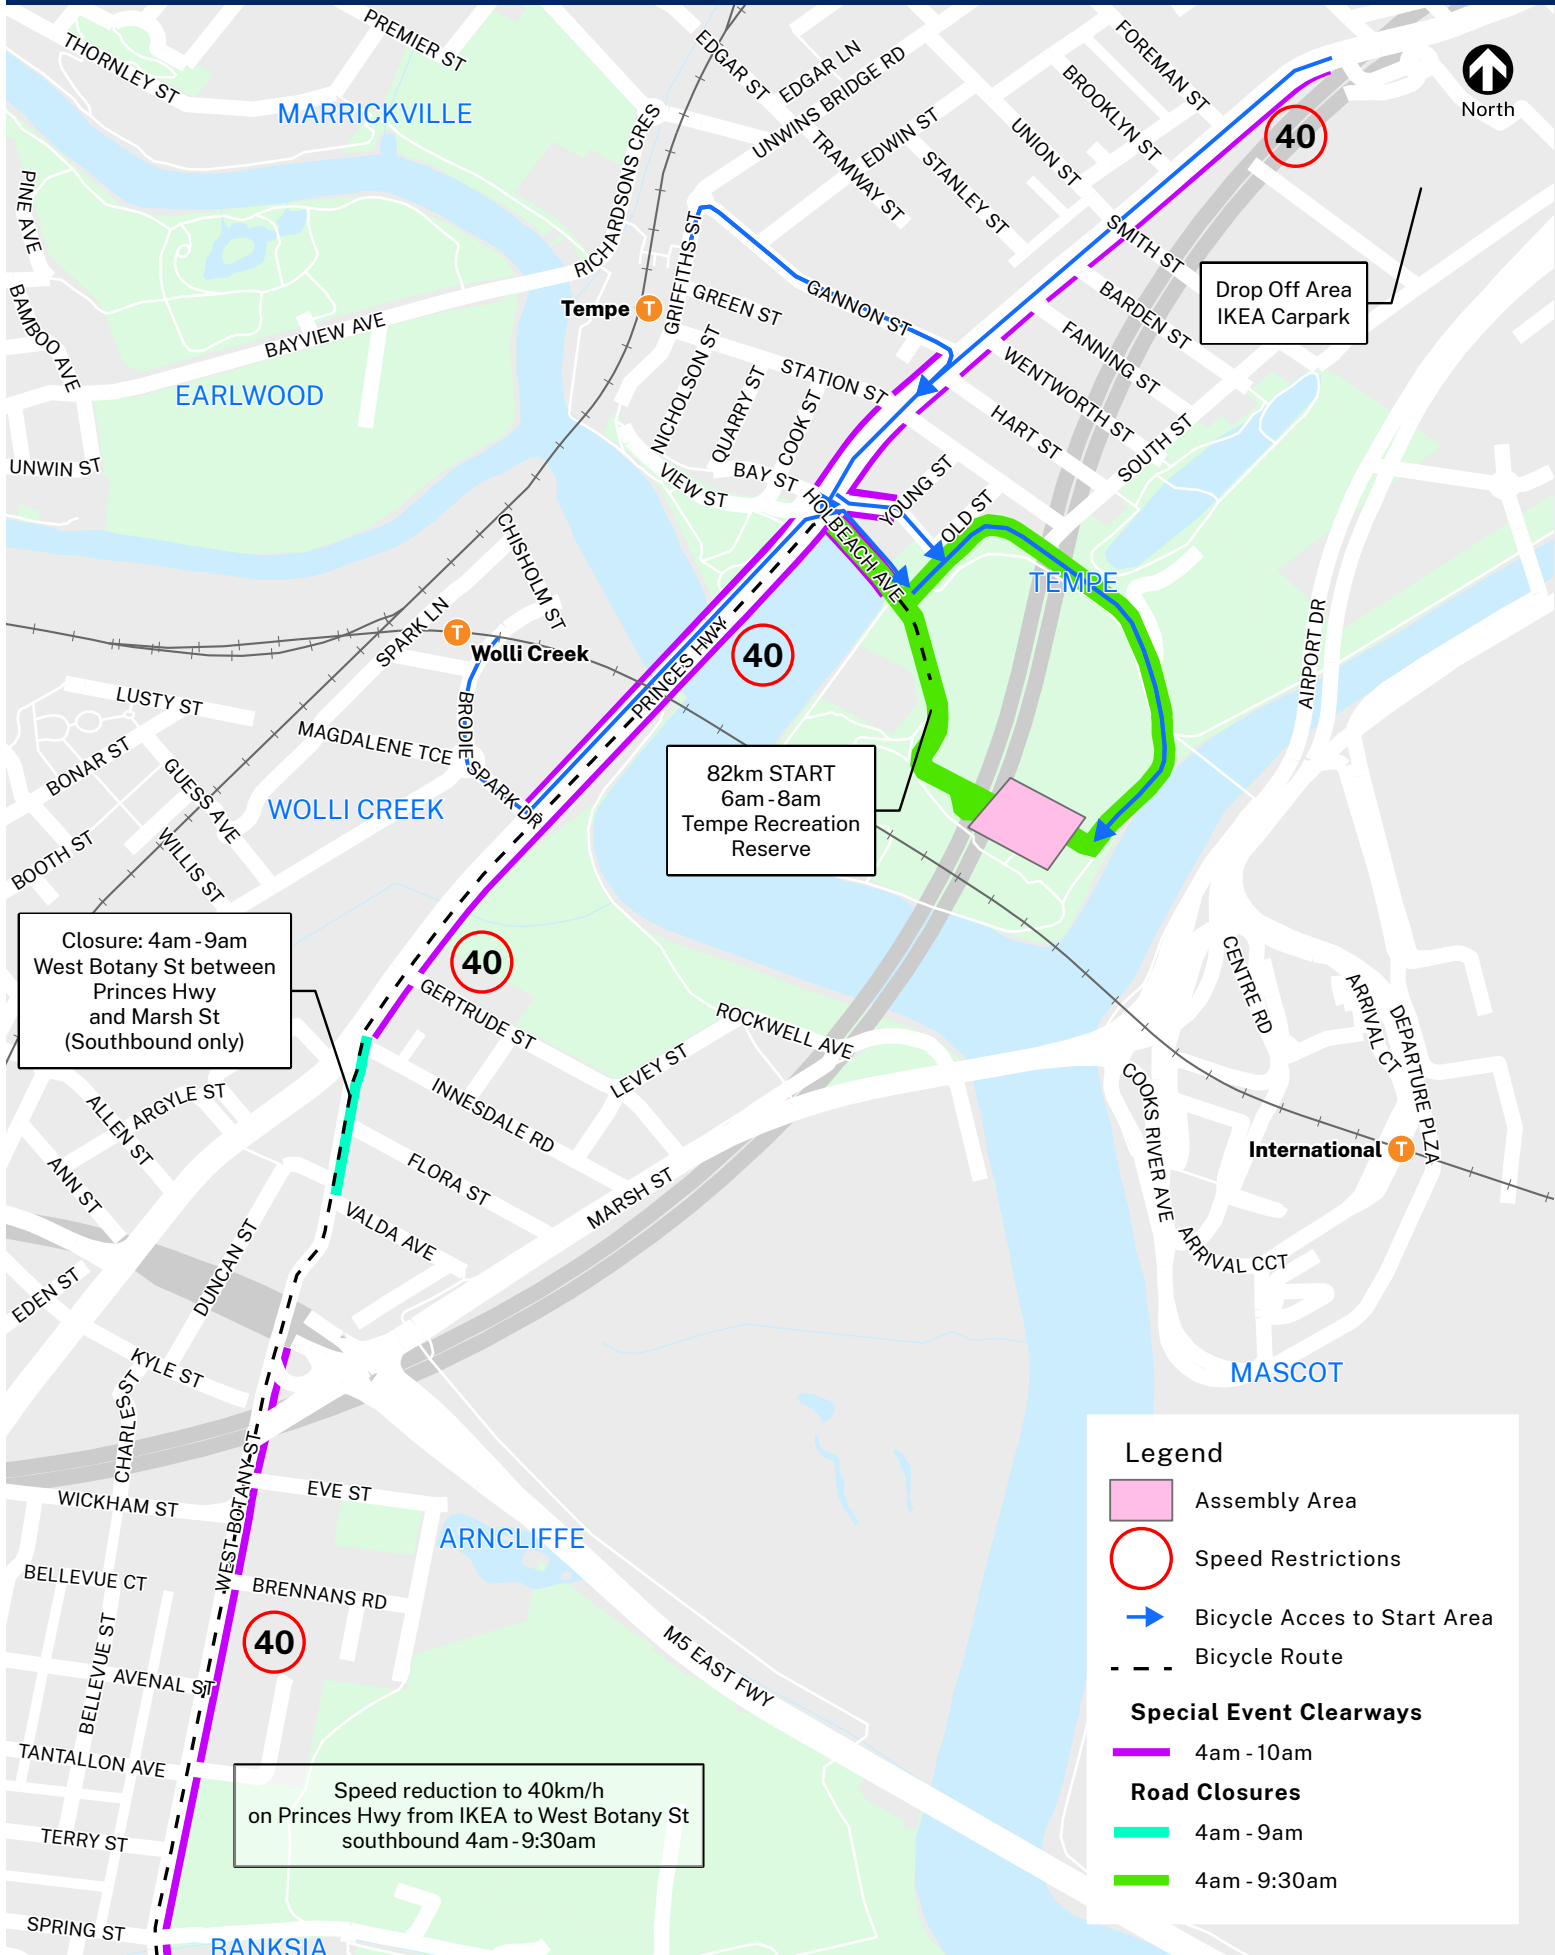 THORNLEY ST
PREMIER ST
MARRICKVILLE
EDGAR ST
EDGAR LN
UNWINS BRIDGE RD
FOREMAN ST
BROOKLYN ST
North
40
EDWIN ST
TRAMWAY ST
UNION ST
STANLEY ST
PINE AVE
RICHARDSONS CRES
SMITH ST
Drop Off Area
IKEA Carpark
BAMBOO AVE
BAYVIEW AVE
EARLWOOD
Tempe T
GRIFFITHS ST
GREEN ST
GANNON ST
BARDEN ST
FANNING ST
WENTWORTH ST
STATION ST
NICHOLSON ST
QUARRY ST
COOK ST
HART ST
SOUTH ST
UNWIN ST
VIEW ST
BAY ST
YOUNG ST
OLD ST
HOLBEACH AVE
TEMPE
CHISHOLM ST
SPARK LN
T
Wolli Creek
PRINCES HWY
40
AIRPORT DR
LUSTY ST
BRODIE SPARK DR
MAGDALENE TCE
BONAR ST
GUESS AVE
WOLLI CREEK
82km START
6am - 8am
Tempe Recreation
Reserve
BOOTH ST
WILLIS ST
Closure: 4am - 9am
West Botany St between
Princes Hwy
and Marsh St
(Southbound only)
40
GERTRUDE ST
ROCKWELL AVE
CENTRE RD
ARRIVAL CT
DEPARTURE PLZA
LEVEY ST
INNESDALE RD
COOKS RIVER AVE
ALLEN ST
ARGYLE ST
ANN ST
International T
FLORA ST
MARSH ST
VALDA AVE
ARRIVAL CCT
EDEN ST
DUNCAN ST
KYLE ST
CHARLES ST
MASCOT
WEST BOTANY ST
WICKHAM ST
EVE ST
ARNCLIFFE
BELLEVUE CT
BRENNANS RD
BELLEVUE ST
40
AVENAL ST
M5 EAST FWY
TANTALLON AVE
Speed reduction to 40km/h
on Princes Hwy from IKEA to West Botany St
southbound 4am - 9:30am
TERRY ST
SPRING ST
BANKSIA
Legend
Assembly Area
Speed Restrictions
Bicycle Acces to Start Area
Bicycle Route
Special Event Clearways
4am - 10am
Road Closures
4am - 9am
4am - 9:30am